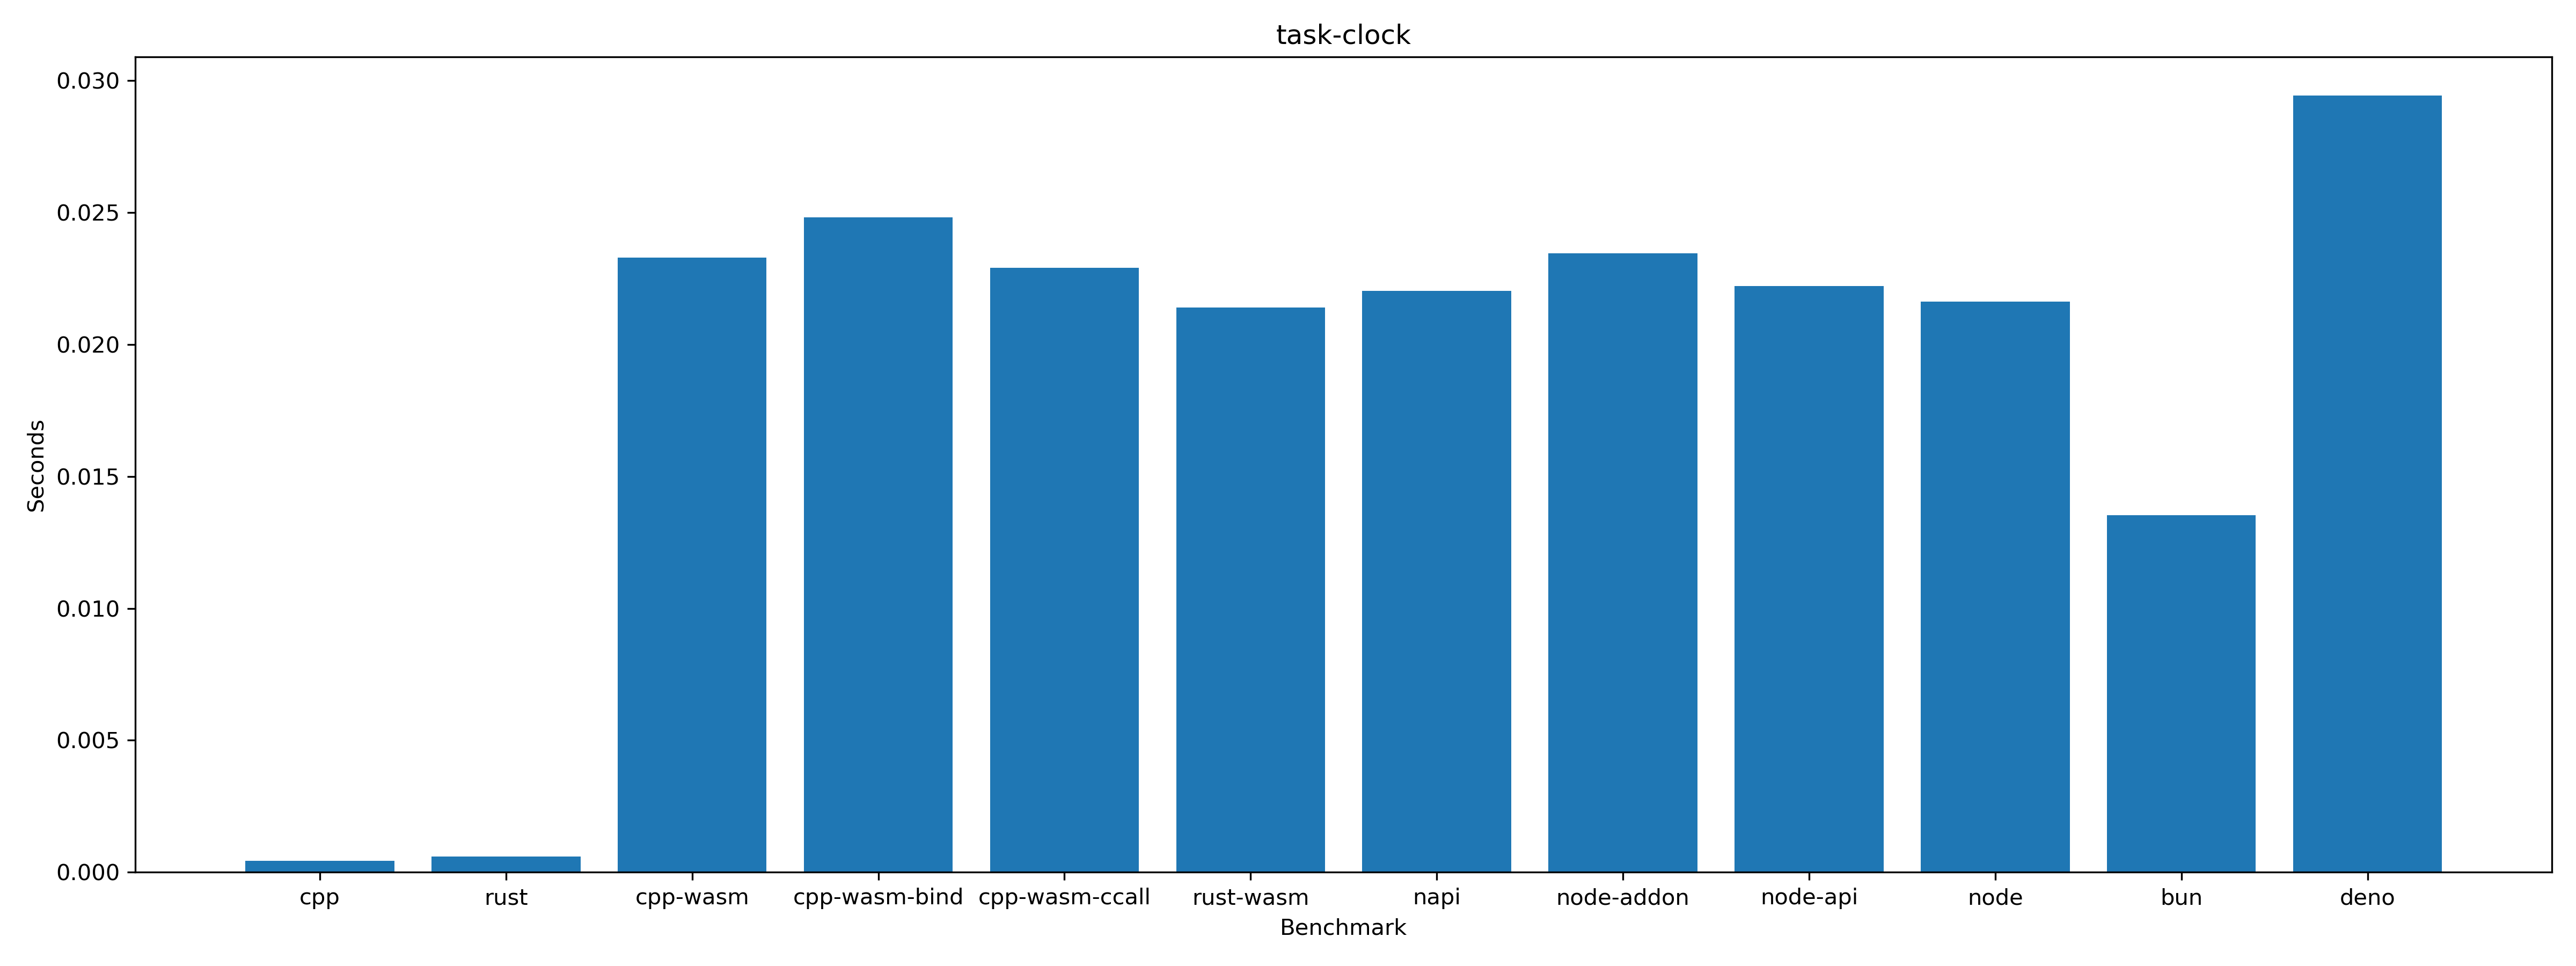 task-clock
0.030
0.025
0.020
0.015
0.010
0.005
0.000
Seconds
cpp rust cpp-wasm cpp-wasm-bind cpp-wasm-ccall rust-wasm napi node-addon node-api node bun deno
Benchmark